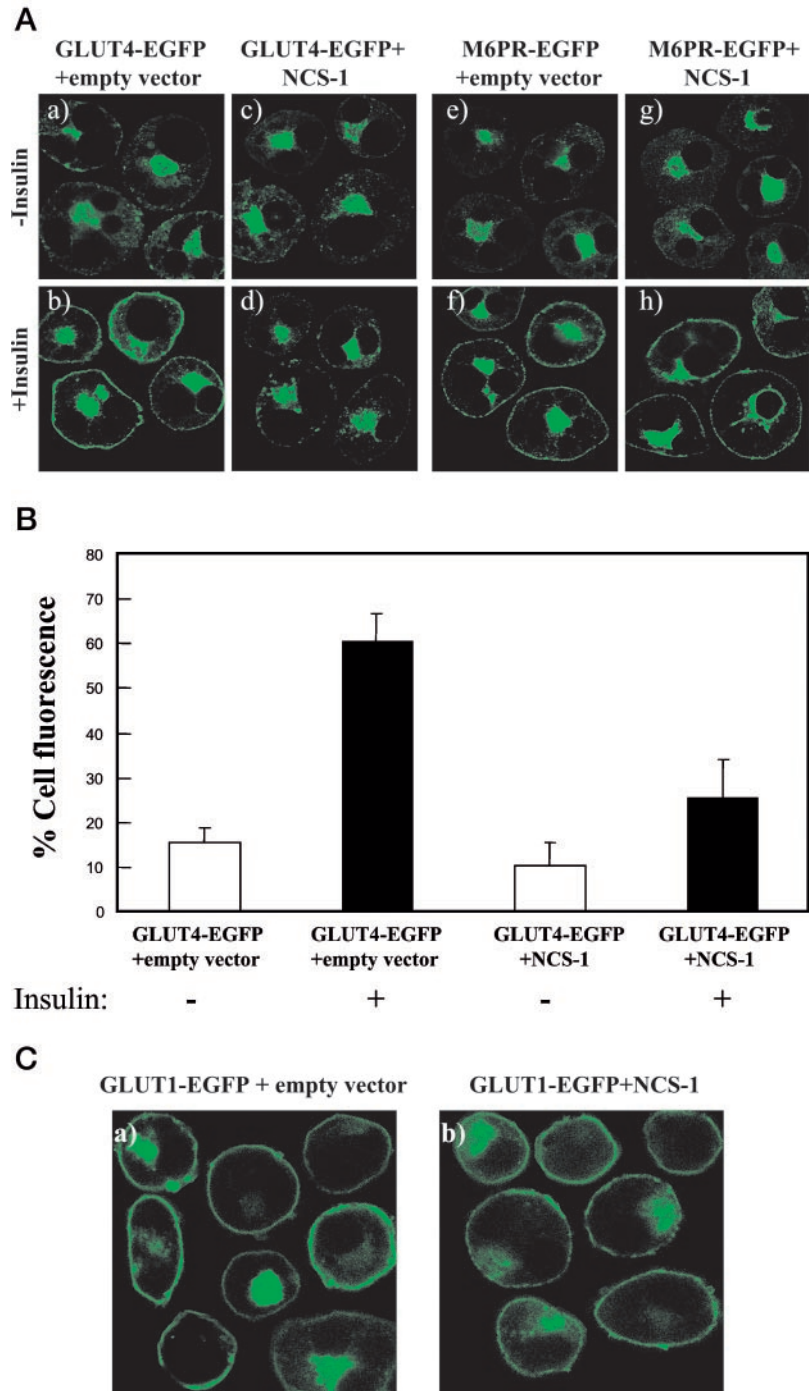 A
GLUT4-EGFP
+empty vector
GLUT4-EGFP+
NCS-1
M6PR-EGFP
+empty vector
M6PR-EGFP+
NCS-1
-Insulin
a)
c)
e)
g)
+Insulin
b)
d)
f)
h)
B
% Cell fluorescence
80
70
60
50
40
30
20
10
0
GLUT4-EGFP
+empty vector
GLUT4-EGFP
+empty vector
GLUT4-EGFP
+NCS-1
GLUT4-EGFP
+NCS-1
Insulin: - + - +
C
GLUT1-EGFP + empty vector
GLUT1-EGFP+NCS-1
a)
b)